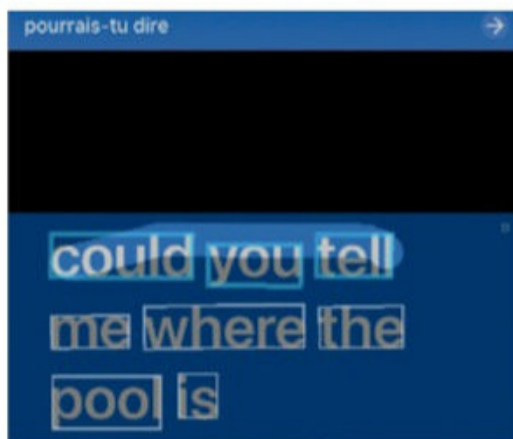 pourrais-tu dire
could you tell
me where the
pool is